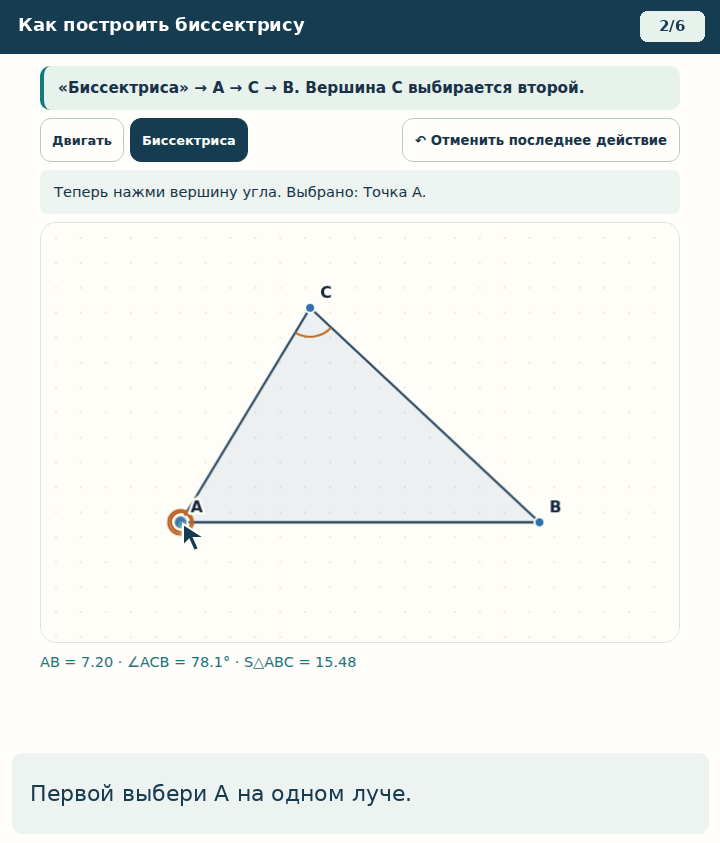 Как построить биссектрису
2/6
«Биссектриса» → A → C → B. Вершина C выбирается второй.
Двигать
Биссектриса
↶ Отменить последнее действие
Теперь нажми вершину угла. Выбрано: Точка A.
C
A
B
AB = 7.20 · ∠ACB = 78.1° · S△ABC = 15.48
Первой выбери A на одном луче.